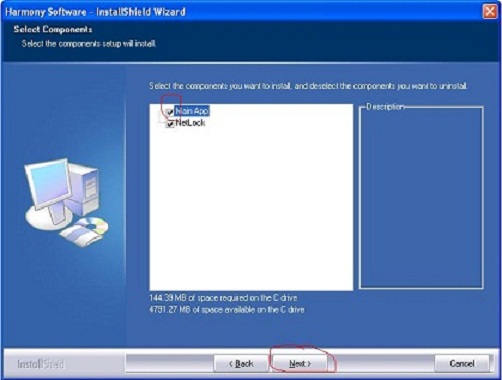 Harmony Software - InstallShield Wizard
Select Components
Select the components setup will install.
Select the components you want to install, and deselect the components you want to uninstall.
Main App
NetLock
Description
144.39 MB of space required on the C drive
4791.27 MB of space available on the C drive
InstallShield
< Back
Next >
Cancel